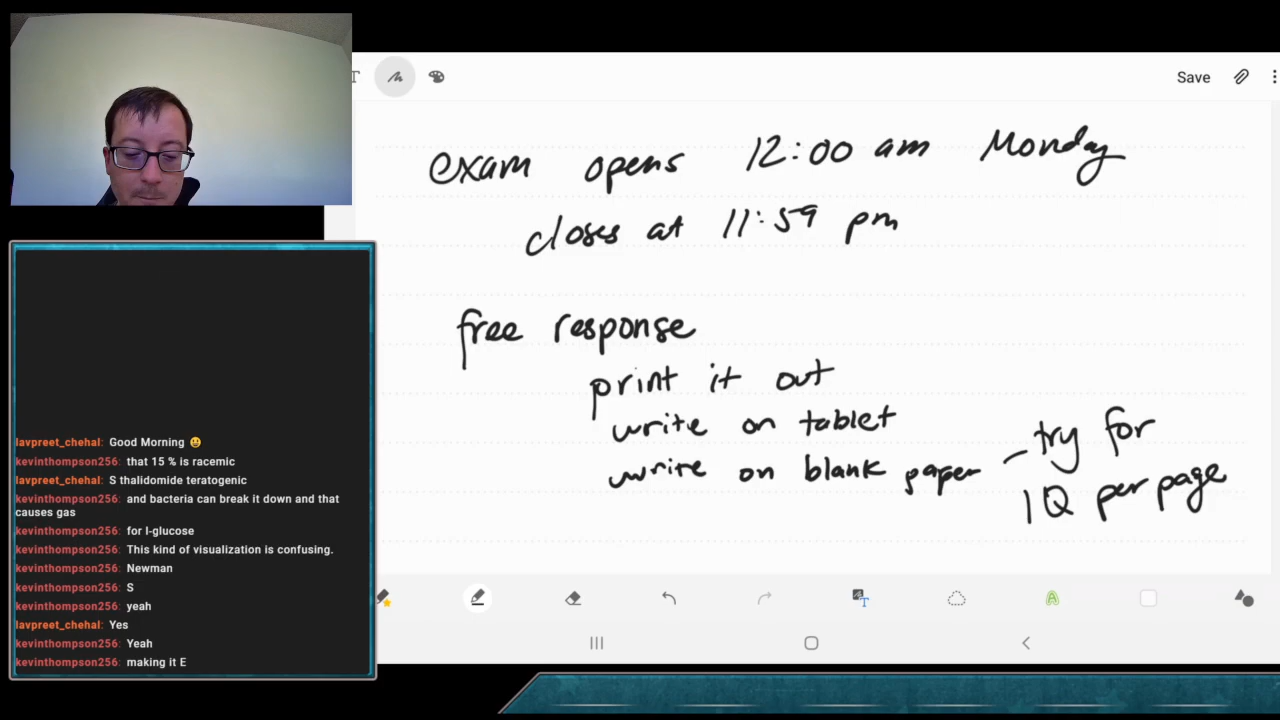 T
Save
exam opens 12:00 am Monday
closes at 11:59 pm
free response
print it out
write on tablet
write on blank paper – try for
1Q per page
lavpreet_chehal: Good Morning 😃
kevinthompson256: that 15 % is racemic
lavpreet_chehal: S thalidomide teratogenic
kevinthompson256: and bacteria can break it down and that
causes gas
kevinthompson256: for l-glucose
kevinthompson256: This kind of visualization is confusing.
kevinthompson256: Newman
kevinthompson256: S
kevinthompson256: yeah
lavpreet_chehal: Yes
kevinthompson256: Yeah
kevinthompson256: making it E
T
A